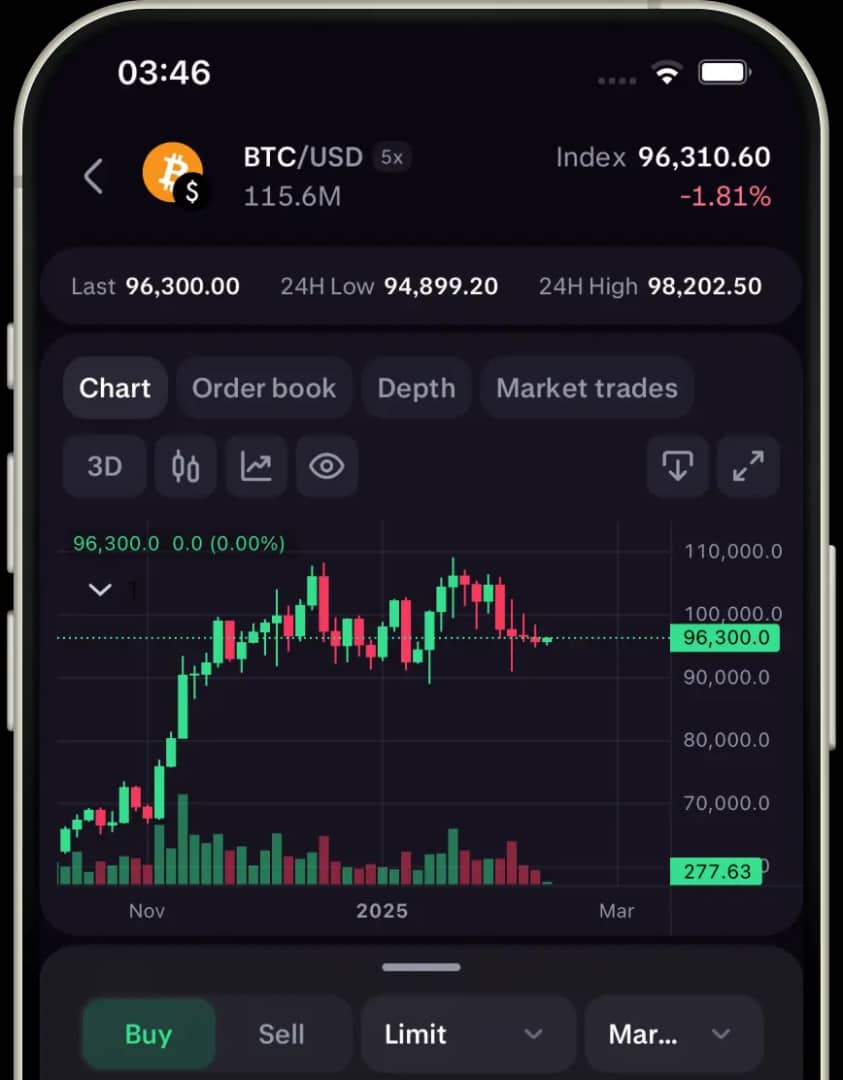 03:46
BTC/USD 5x
Index 96,310.60
115.6M
-1.81%
Last 96,300.00 24H Low 94,899.20 24H High 98,202.50
Chart Order book Depth Market trades
3D
96,300.0 0.0 (0.00%)
110,000.0
1
100,000.0
96,300.0
90,000.0
80,000.0
70,000.0
277.63
Nov 2025 Mar
Buy Sell Limit Mar...